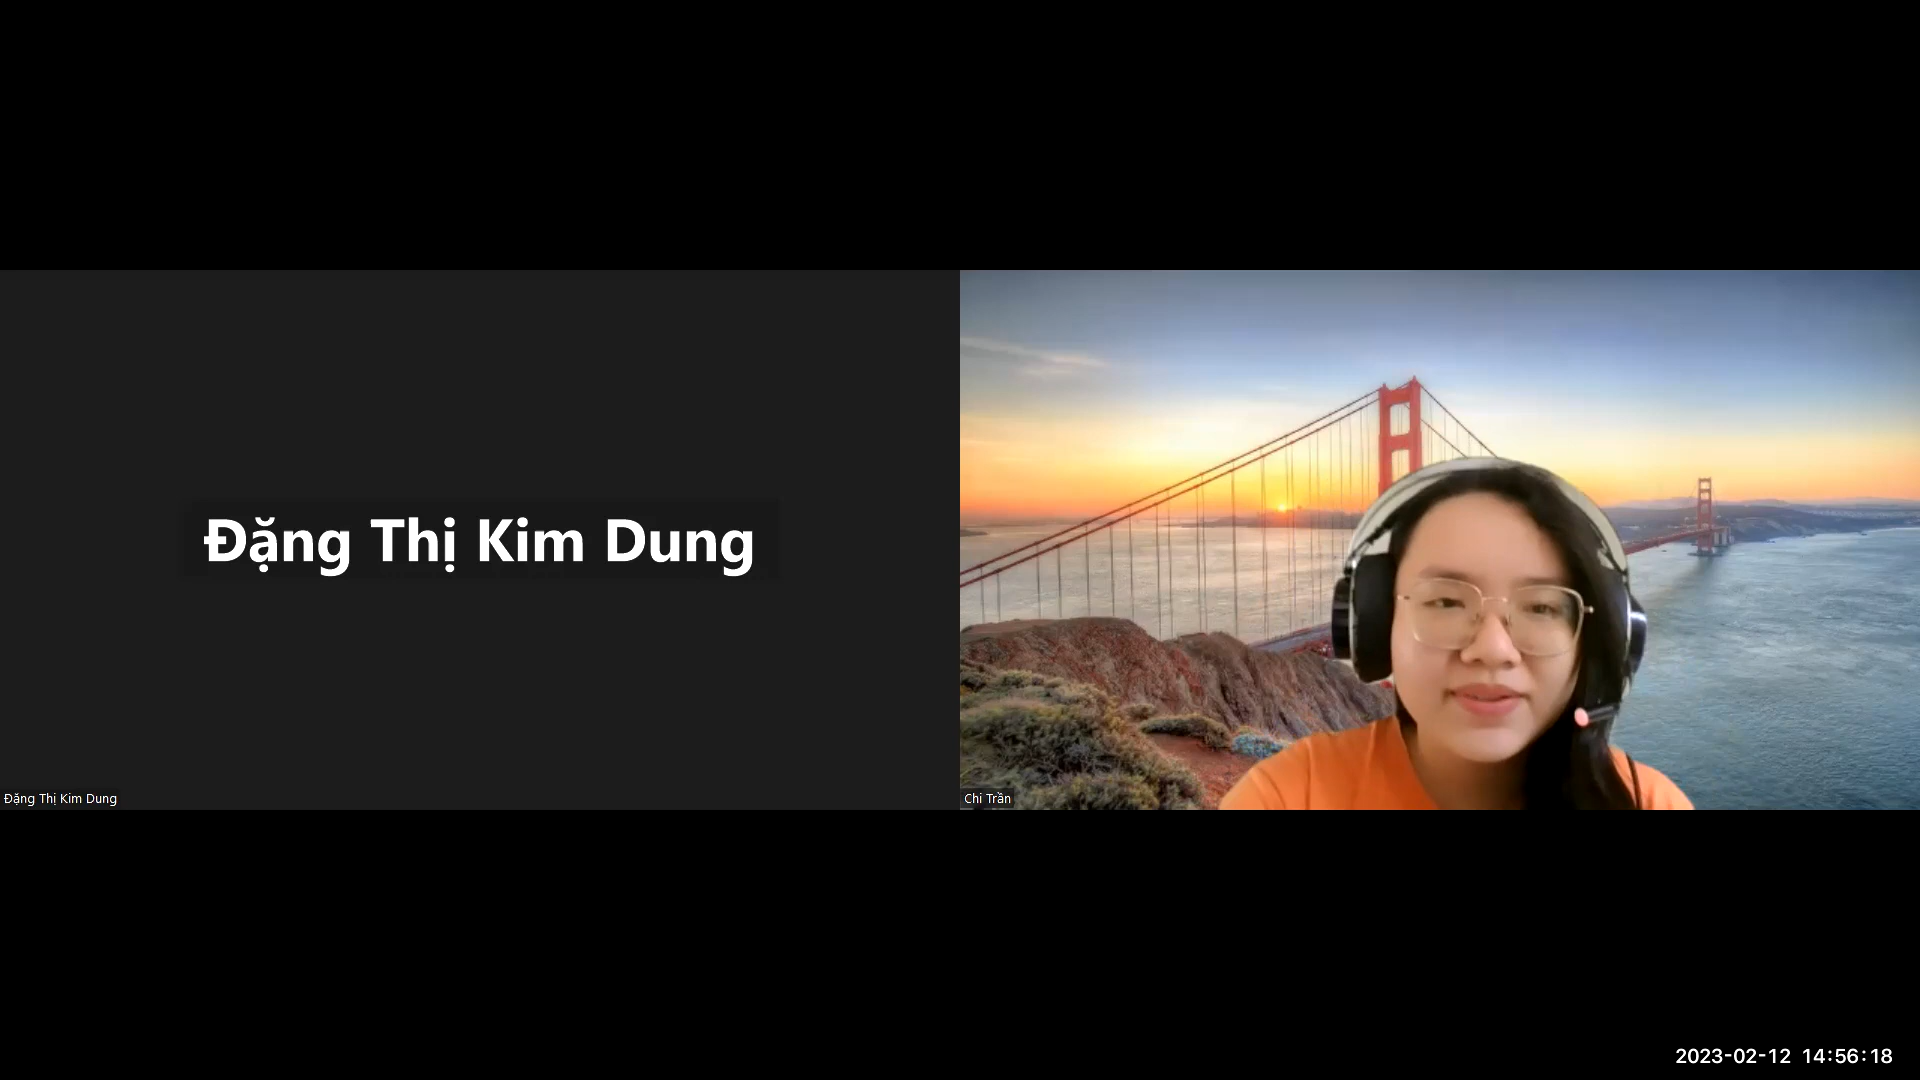 Đặng Thị Kim Dung
Đặng Thị Kim Dung
Chi Trần
2023-02-12 14:56:18